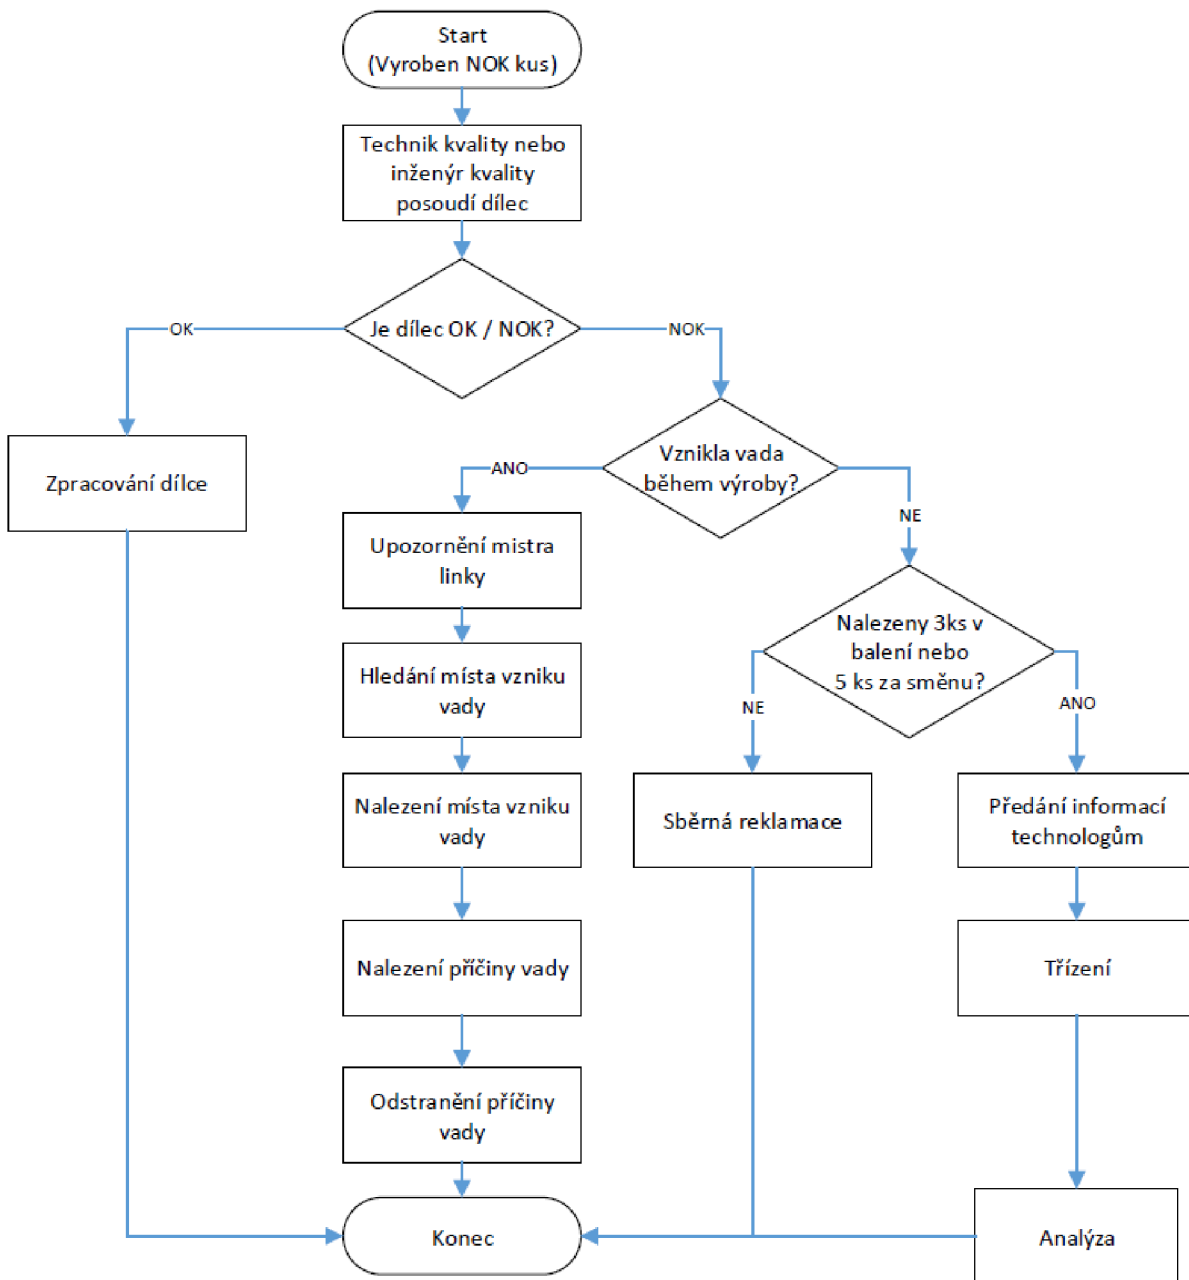 Start
(Vyroben NOK kus)
Technik kvality nebo
inženýr kvality
posoudí dílec
Je dílec OK / NOK?
OK
NOK
Vznikla vada
během výroby?
ANO
NE
Zpracování dílce
Upozornění mistra
linky
Nalezeny 3ks v
balení nebo
5 ks za směnu?
NE
ANO
Hledání místa vzniku
vady
Nalezení místa vzniku
vady
Sběrná reklamace
Předání informací
technologům
Nalezení příčiny vady
Třízení
Odstranění příčiny
vady
Konec
Analýza